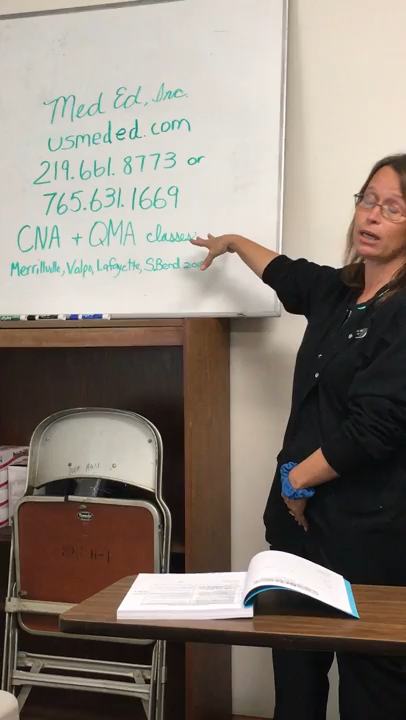 Med Ed, Inc.
usmeded.com
219.661.8773 or
765.631.1669
CNA + QMA classes
Merrillville, Valpo, Lafayette, S.Bend